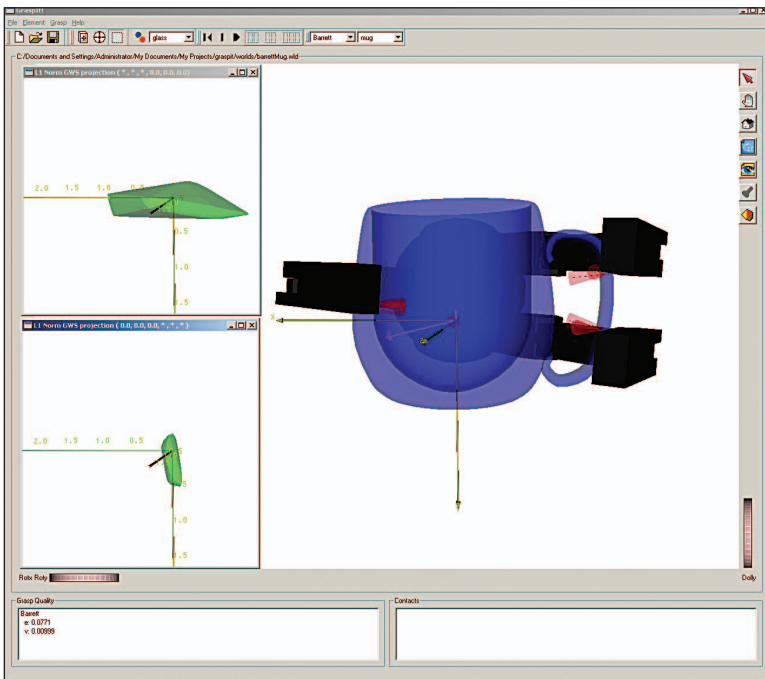 GraspIt!
File Element Grasp Help
glass Barrett mug
C:/Documents and Settings/Administrator/My Documents/My Projects/graspit/worlds/barrettMug.wld
L1 Norm GWS projection ( *, *, *, 0.0, 0.0, 0.0)
2.0 1.5 1.0 0.5
0.5
1.0
1.5
L1 Norm GWS projection ( 0.0, 0.0, 0.0, *, *, * )
2.0 1.5 1.0 0.5
1.0
1.5
x
Rotx Roty
Dolly
Grasp Quality
Barrett
e: 0.0771
v: 0.00999
Contacts